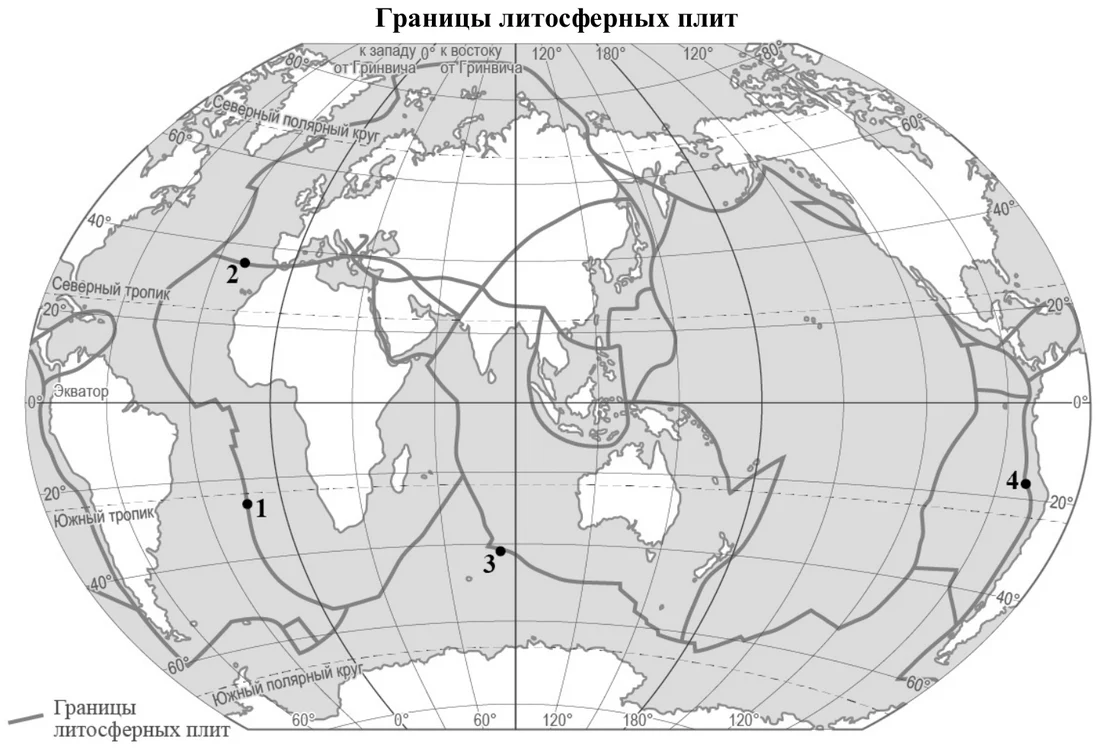 Границы литосферных плит
к западу 0° к востоку
от Гринвича от Гринвича
120° 180° 120° 80°
80°
Северный полярный круг
60° 60°
40° 40°
2
Северный тропик
20° 20°
Экватор
0° 0°
20° 4 20°
Южный тропик 1
3
40° 40°
60° 60°
Южный полярный круг
60° 0° 60° 120° 180° 120°
Границы
литосферных плит